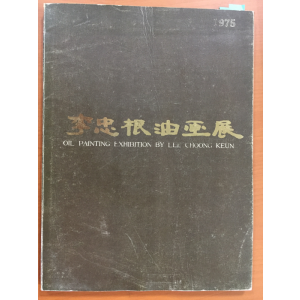 1975
李忠根油画展
OIL PAINTING EXHIBITION BY LEE CHOONG KEUN